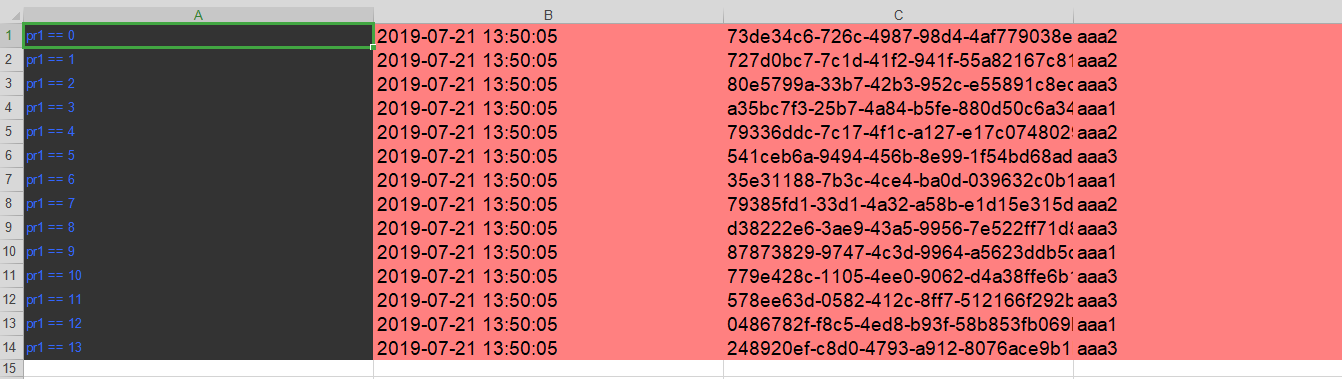 A B C
1 pr1 == 0 2019-07-21 13:50:05 73de34c6-726c-4987-98d4-4af779038e aaa2
2 pr1 == 1 2019-07-21 13:50:05 727d0bc7-7c1d-41f2-941f-55a82167c81 aaa2
3 pr1 == 2 2019-07-21 13:50:05 80e5799a-33b7-42b3-952c-e55891c8ec aaa3
4 pr1 == 3 2019-07-21 13:50:05 a35bc7f3-25b7-4a84-b5fe-880d50c6a34 aaa1
5 pr1 == 4 2019-07-21 13:50:05 79336ddc-7c17-4f1c-a127-e17c0748029 aaa2
6 pr1 == 5 2019-07-21 13:50:05 541ceb6a-9494-456b-8e99-1f54bd68ad aaa3
7 pr1 == 6 2019-07-21 13:50:05 35e31188-7b3c-4ce4-ba0d-039632c0b1 aaa1
8 pr1 == 7 2019-07-21 13:50:05 79385fd1-33d1-4a32-a58b-e1d15e315d aaa2
9 pr1 == 8 2019-07-21 13:50:05 d38222e6-3ae9-43a5-9956-7e522ff71d8 aaa3
10 pr1 == 9 2019-07-21 13:50:05 87873829-9747-4c3d-9964-a5623ddb5c aaa1
11 pr1 == 10 2019-07-21 13:50:05 779e428c-1105-4ee0-9062-d4a38ffe6b1 aaa3
12 pr1 == 11 2019-07-21 13:50:05 578ee63d-0582-412c-8ff7-512166f292b aaa3
13 pr1 == 12 2019-07-21 13:50:05 0486782f-f8c5-4ed8-b93f-58b853fb069 aaa1
14 pr1 == 13 2019-07-21 13:50:05 248920ef-c8d0-4793-a912-8076ace9b1 aaa3
15